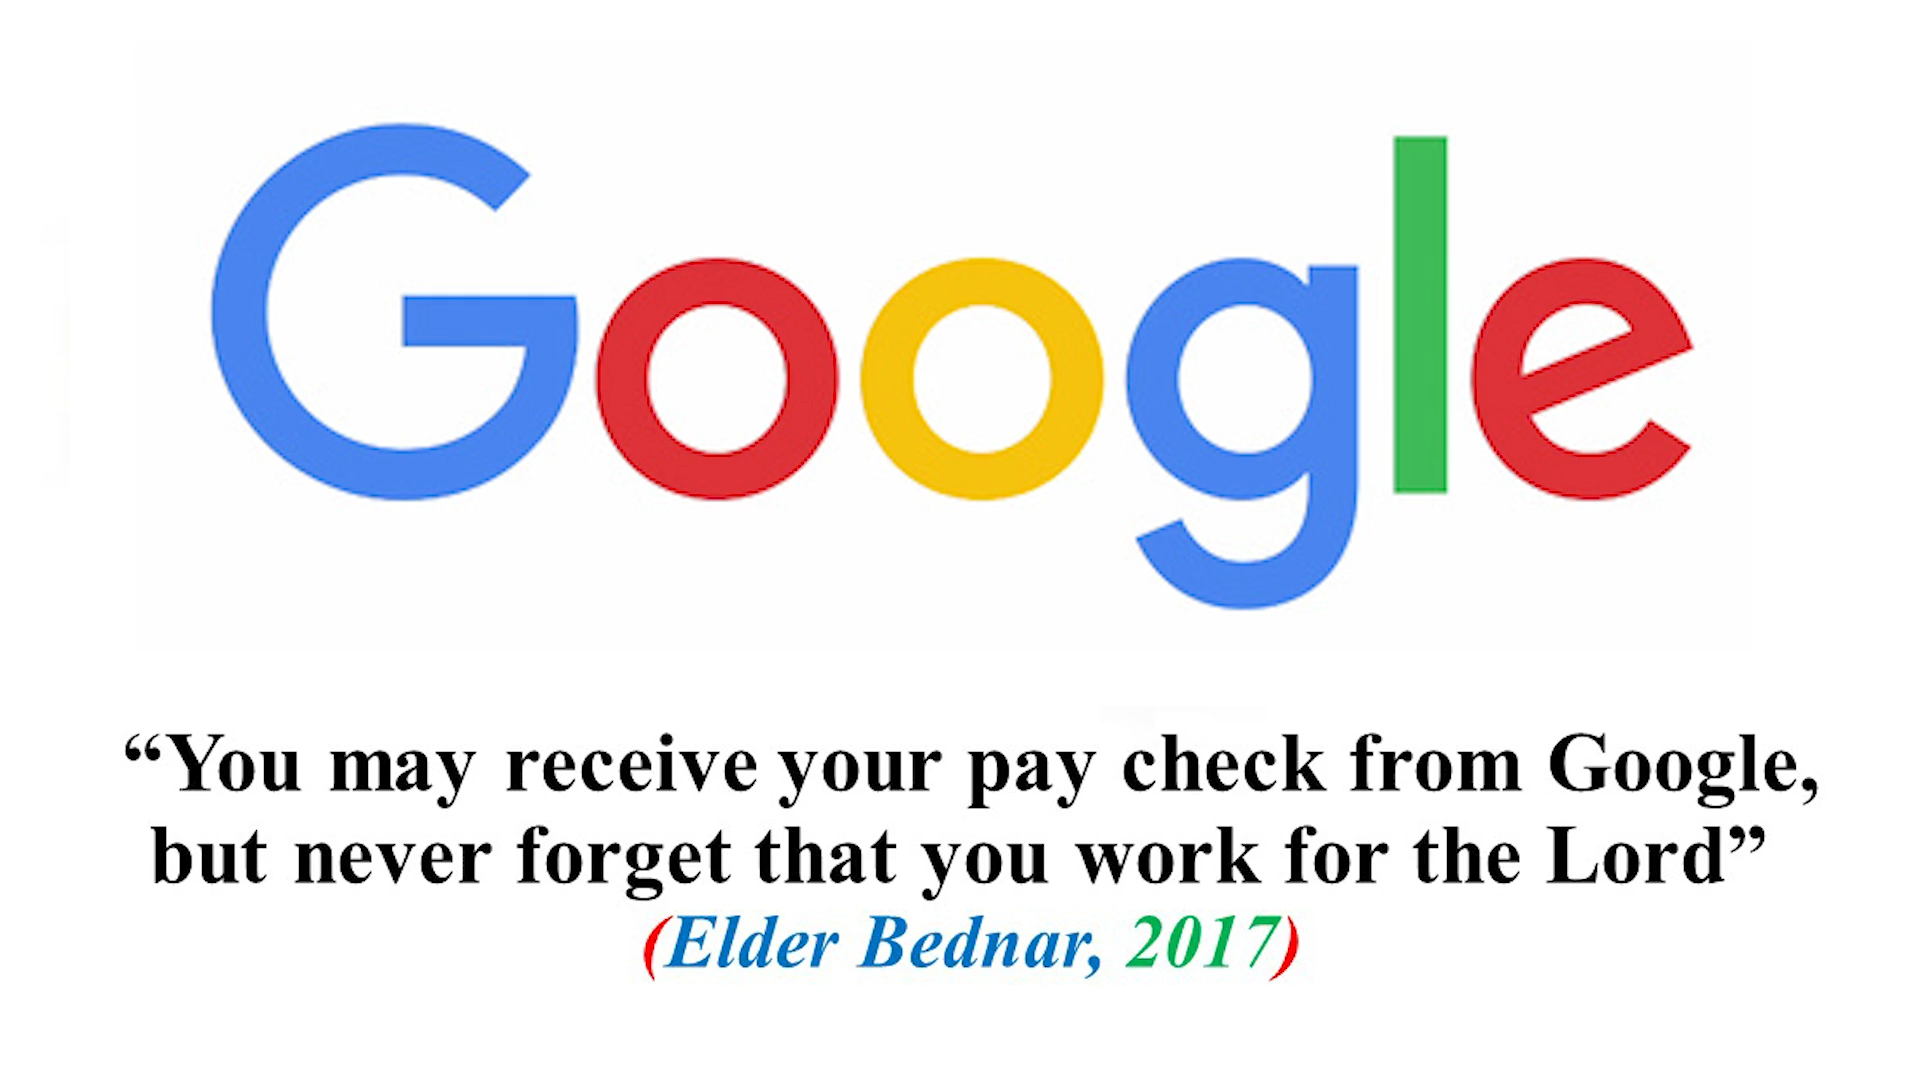 Google
“You may receive your pay check from Google,
but never forget that you work for the Lord”
(Elder Bednar, 2017)